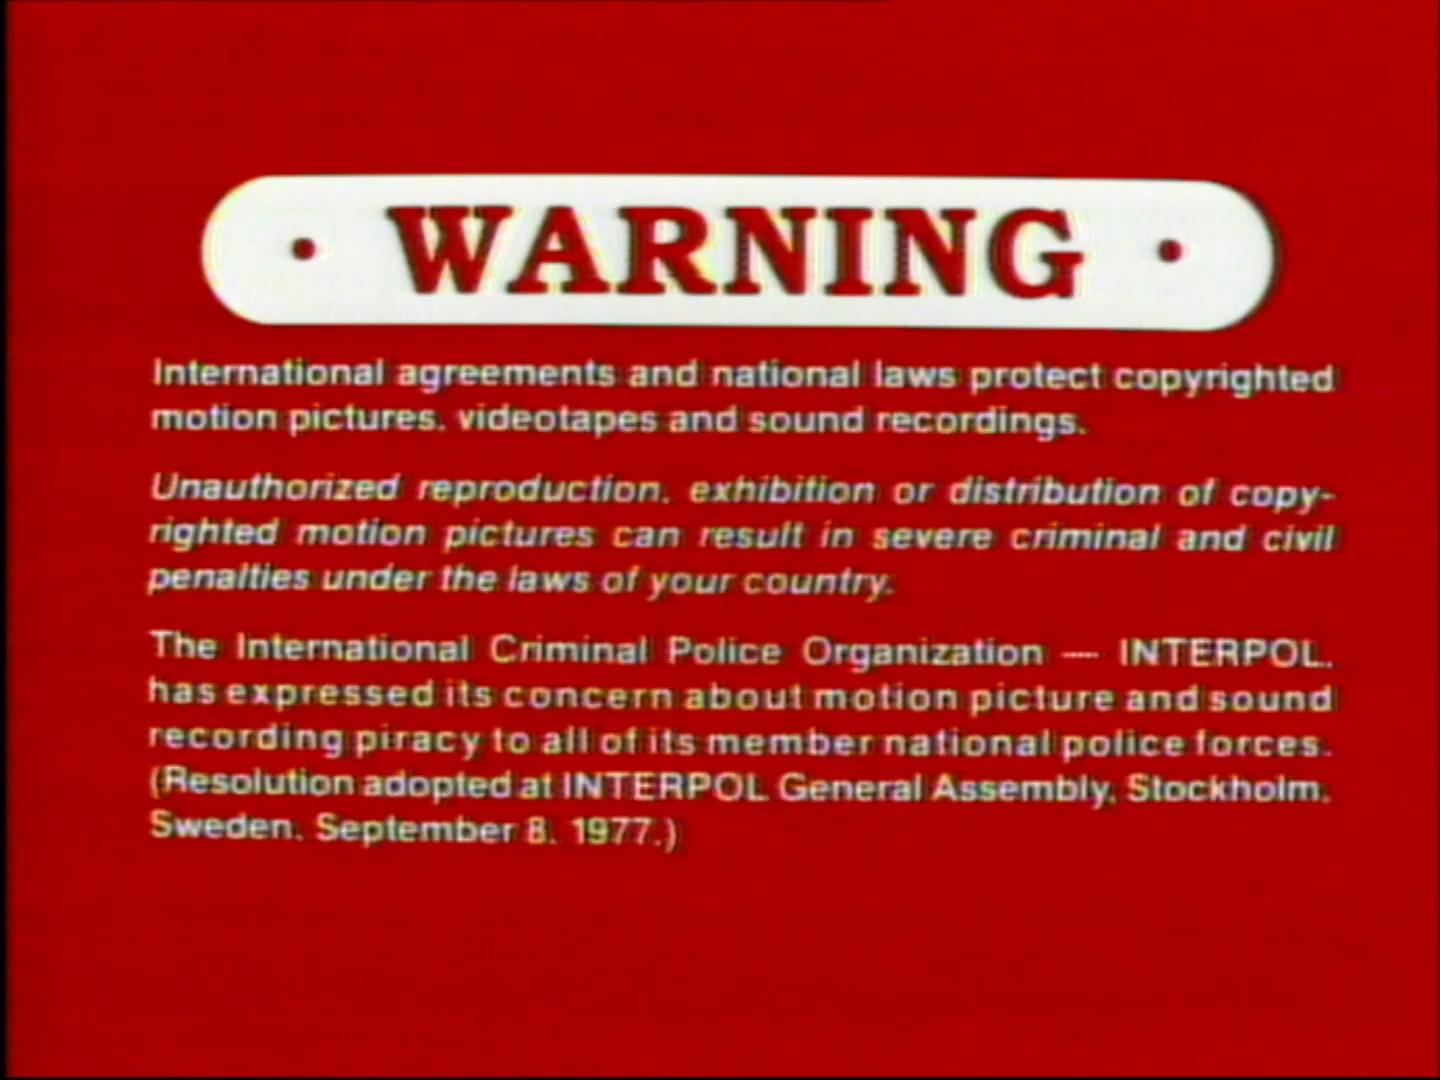 • WARNING •
International agreements and national laws protect copyrighted
motion pictures, videotapes and sound recordings.
Unauthorized reproduction, exhibition or distribution of copy-
righted motion pictures can result in severe criminal and civil
penalties under the laws of your country.
The International Criminal Police Organization — INTERPOL,
has expressed its concern about motion picture and sound
recording piracy to all of its member national police forces.
(Resolution adopted at INTERPOL General Assembly, Stockholm,
Sweden, September 8, 1977.)